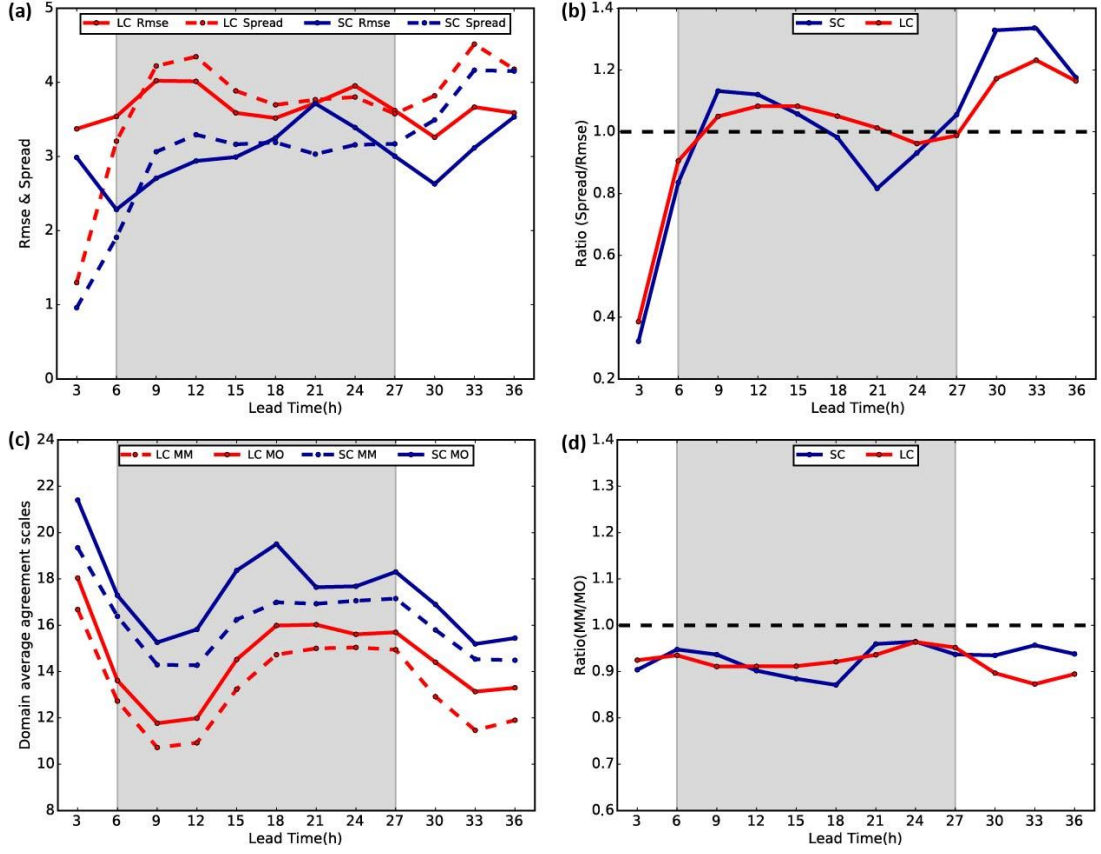 (a)
LC Rmse LC Spread SC Rmse SC Spread
5
4
3
2
1
0
Rmse & Spread
3 6 9 12 15 18 21 24 27 30 33 36
Lead Time(h)
(b)
SC LC
1.4
1.2
1.0
0.8
0.6
0.4
0.2
Ratio (Spread/Rmse)
3 6 9 12 15 18 21 24 27 30 33 36
Lead Time(h)
(c)
LC MM LC MO SC MM SC MO
24
22
20
18
16
14
12
10
8
Domain average agreement scales
3 6 9 12 15 18 21 24 27 30 33 36
Lead Time(h)
(d)
SC LC
1.4
1.3
1.2
1.1
1.0
0.9
0.8
0.7
0.6
Ratio(MM/MO)
3 6 9 12 15 18 21 24 27 30 33 36
Lead Time(h)